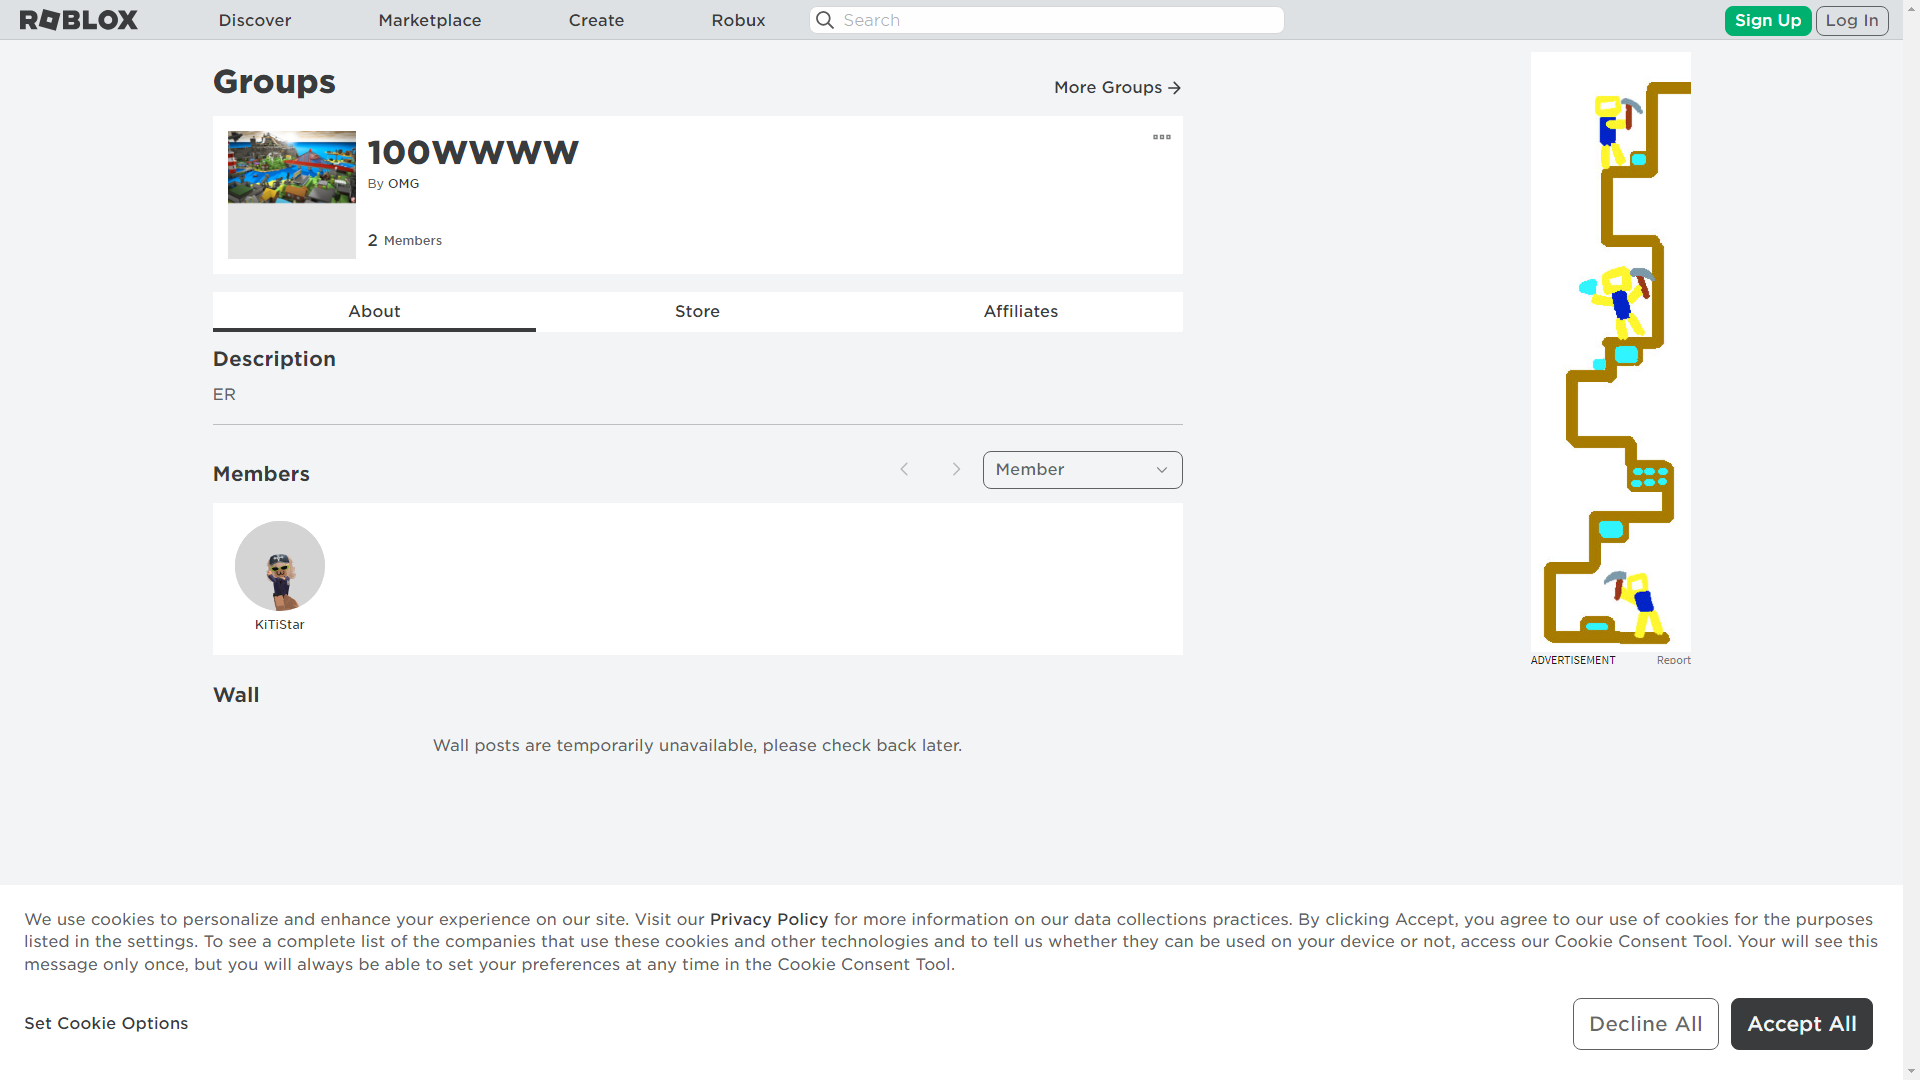 ROBLOX
Discover
Marketplace
Create
Robux
Search
Sign Up
Log In
Groups
More Groups
100WWWW
By OMG
2 Members
About
Store
Affiliates
Description
ER
Members
Member
KiTiStar
Wall
Wall posts are temporarily unavailable, please check back later.
ADVERTISEMENT
Report
We use cookies to personalize and enhance your experience on our site. Visit our Privacy Policy for more information on our data collections practices. By clicking Accept, you agree to our use of cookies for the purposes
listed in the settings. To see a complete list of the companies that use these cookies and other technologies and to tell us whether they can be used on your device or not, access our Cookie Consent Tool. Your will see this
message only once, but you will always be able to set your preferences at any time in the Cookie Consent Tool.
Set Cookie Options
Decline All
Accept All